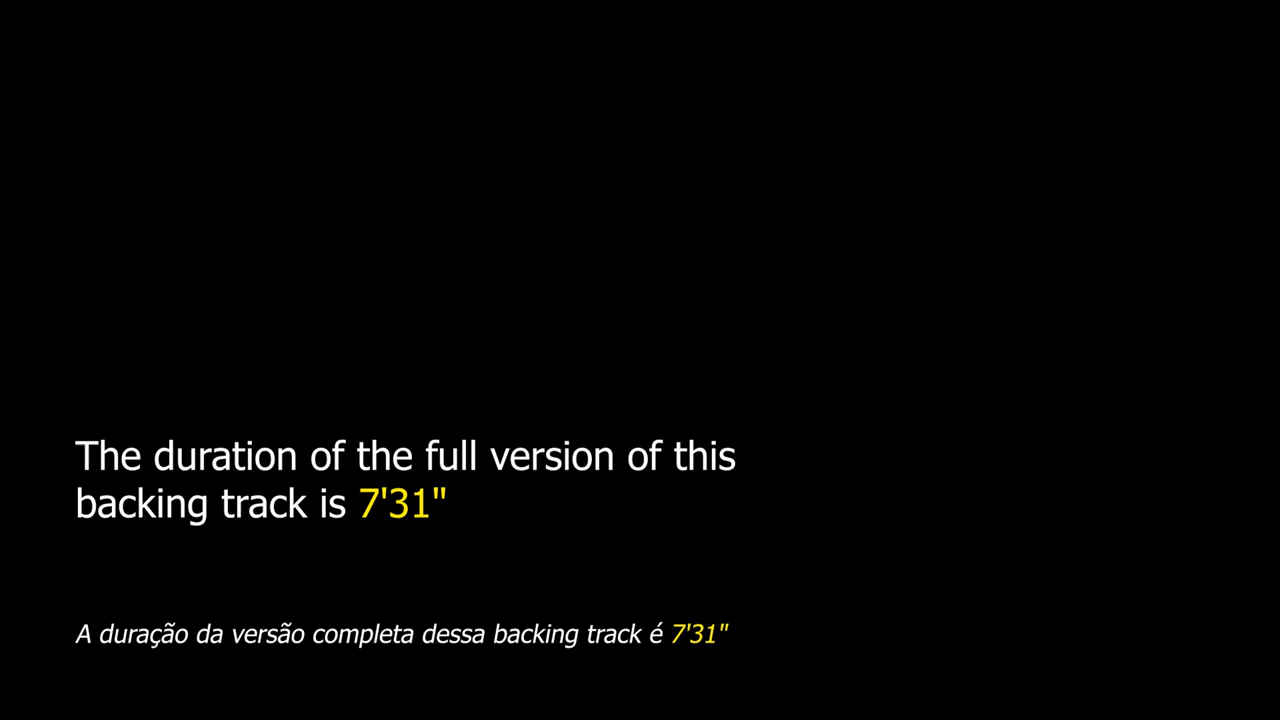 The duration of the full version of this
backing track is 7'31"
A duração da versão completa dessa backing track é 7'31"